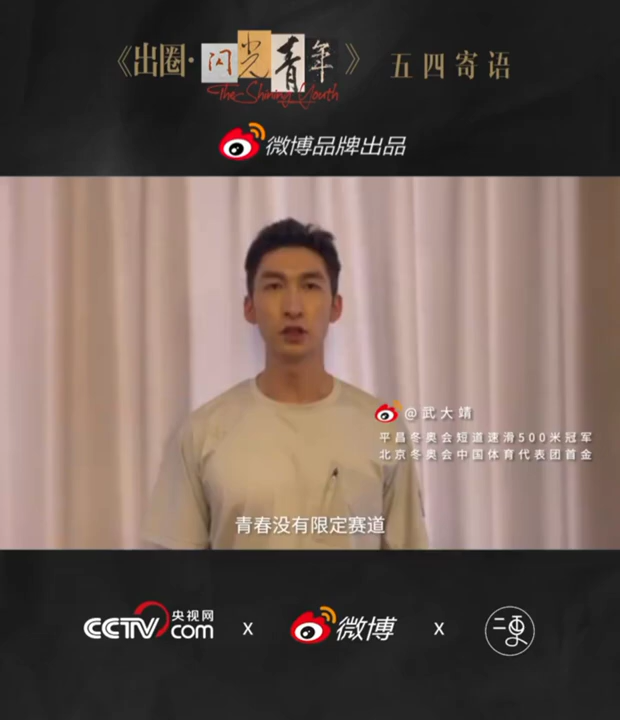 《出圈·闪光青年》 五四寄语
The Shining Youth
微博品牌出品
@武大靖
平昌冬奥会短道速滑500米冠军
北京冬奥会中国体育代表团首金
青春没有限定赛道
CCTV.com 央视网 x 微博 x 二更